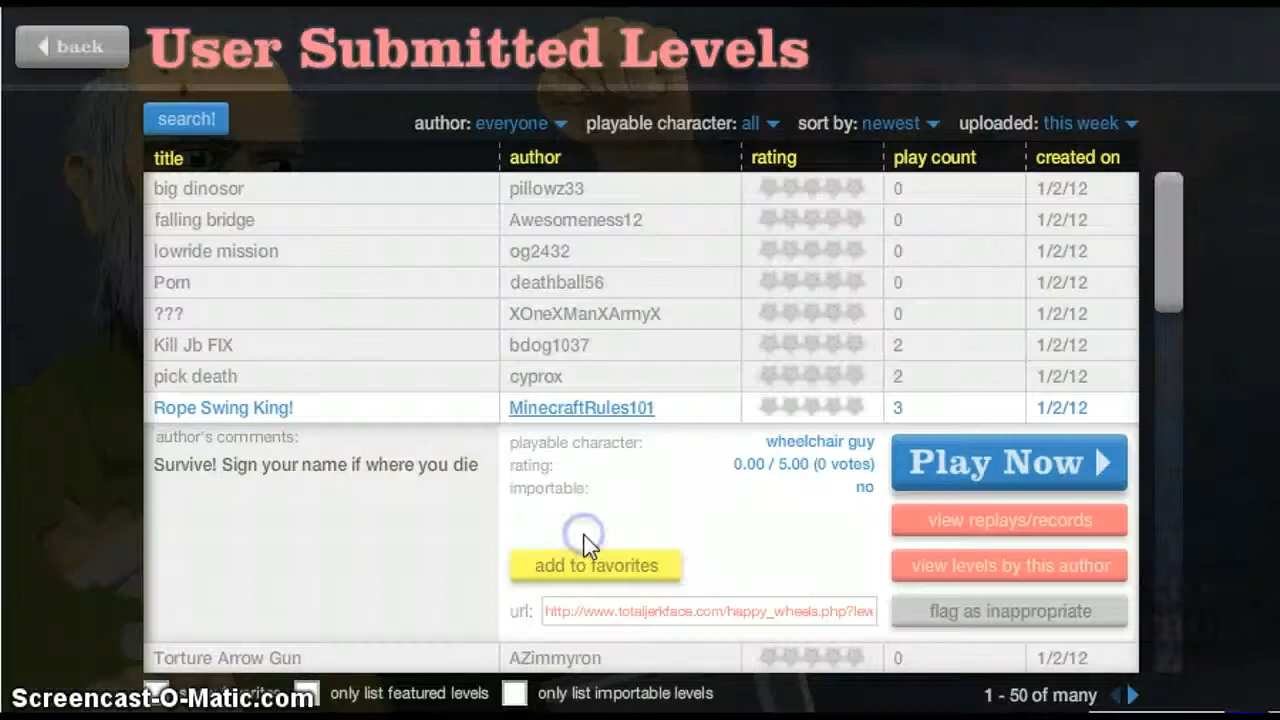 back
User Submitted Levels
search!
author: everyone playable character: all sort by: newest uploaded: this week
title author rating play count created on
big dinosor pillowz33 0 1/2/12
falling bridge Awesomeness12 0 1/2/12
lowride mission og2432 0 1/2/12
Porn deathball56 0 1/2/12
??? XOneXManXArmyX 0 1/2/12
Kill Jb FIX bdog1037 2 1/2/12
pick death cyprox 2 1/2/12
Rope Swing King! MinecraftRules101 3 1/2/12
author's comments:
Survive! Sign your name if where you die
playable character: wheelchair guy
rating: 0.00 / 5.00 (0 votes)
importable: no
add to favorites
url: http://www.totaljerkface.com/happy_wheels.php?lev
Play Now
view replays/records
view levels by this author
flag as inappropriate
Torture Arrow Gun AZimmyron 0 1/2/12
only list featured levels only list importable levels 1 - 50 of many
Screencast-O-Matic.com